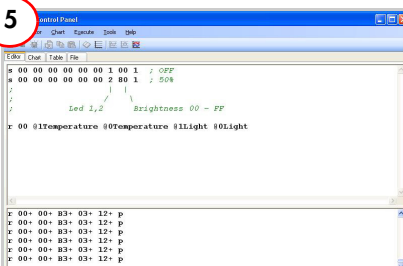 5
Control Panel
Chart Execute Tools Help
Editor Chart Table File
s 00 00 00 00 00 00 1 00 1 ; OFF
s 00 00 00 00 00 00 2 80 1 ; 50%
; | |
; / \
; Led 1,2 Brightness 00 - FF
r 00 @1Temperature @0Temperature @1Light @0Light
r 00+ 00+ B3+ 03+ 12+ p
r 00+ 00+ B3+ 03+ 12+ p
r 00+ 00+ B3+ 03+ 12+ p
r 00+ 00+ B3+ 03+ 12+ p
r 00+ 00+ B3+ 03+ 12+ p
r 00+ 00+ B3+ 03+ 12+ p